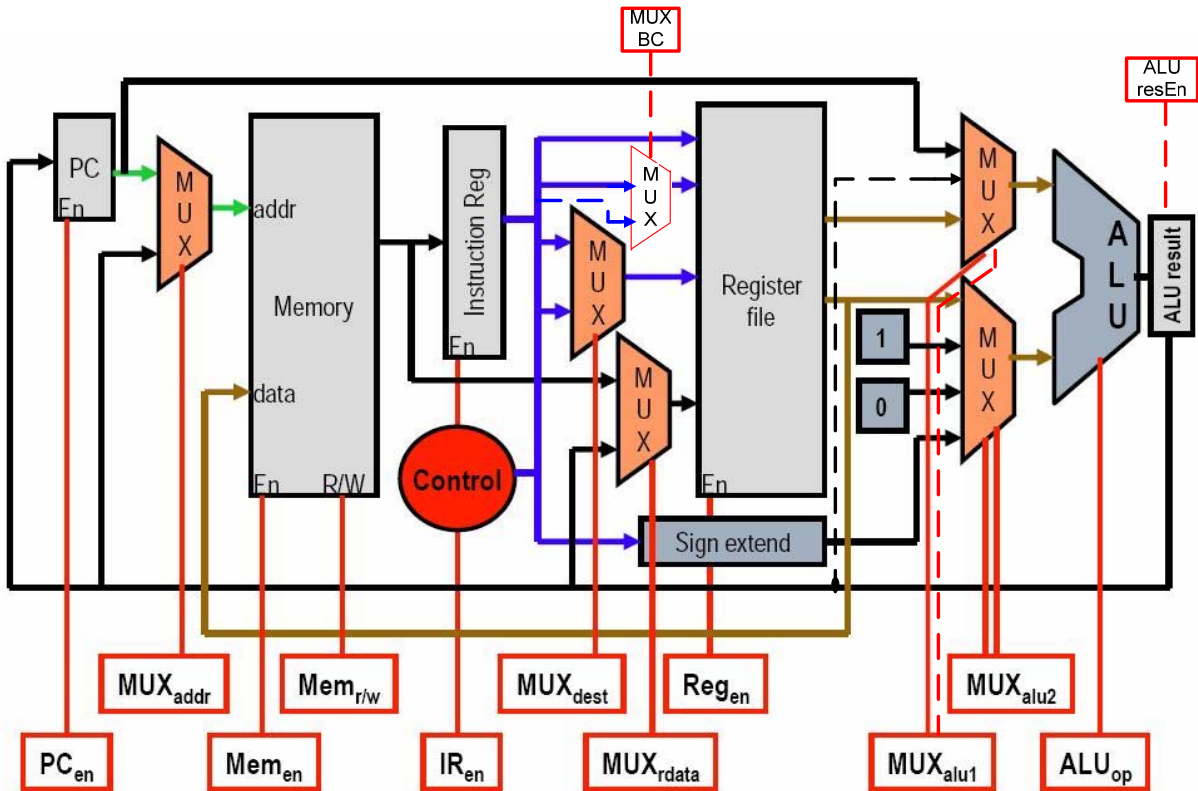 MUX
BC
ALU
resEn
PC
En
M
U
X
addr
Memory
data
En
R/W
Instruction Reg
En
Control
M
U
X
M
U
X
M
U
X
Register
file
En
Sign extend
1
0
M
U
X
M
U
X
A
L
U
ALU result
MUXaddr
Memr/w
MUXdest
Regen
MUXalu2
PCen
Memen
IRen
MUXrdata
MUXalu1
ALUop